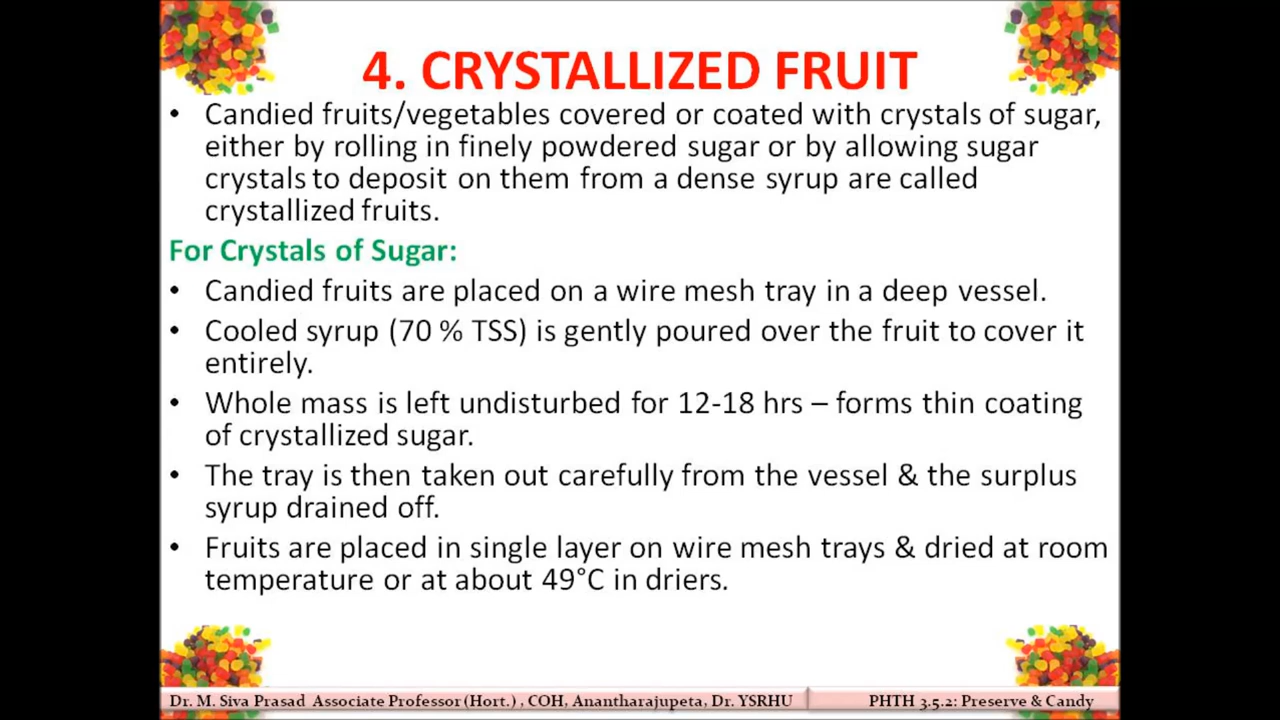 4. CRYSTALLIZED FRUIT
• Candied fruits/vegetables covered or coated with crystals of sugar,
either by rolling in finely powdered sugar or by allowing sugar
crystals to deposit on them from a dense syrup are called
crystallized fruits.
For Crystals of Sugar:
• Candied fruits are placed on a wire mesh tray in a deep vessel.
• Cooled syrup (70 % TSS) is gently poured over the fruit to cover it
entirely.
• Whole mass is left undisturbed for 12-18 hrs – forms thin coating
of crystallized sugar.
• The tray is then taken out carefully from the vessel & the surplus
syrup drained off.
• Fruits are placed in single layer on wire mesh trays & dried at room
temperature or at about 49°C in driers.
Dr. M. Siva Prasad Associate Professor (Hort.) , COH, Anantharajupeta, Dr. YSRHU
PHTH 3.5.2: Preserve & Candy